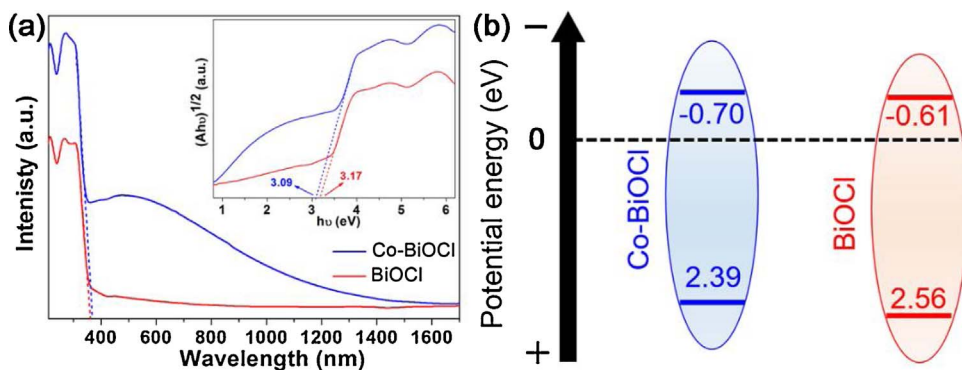 (a)
Intenisty (a.u.)
(Ahυ)1/2 (a.u.)
3.09
3.17
1 2 3 4 5 6
hυ (eV)
Co-BiOCl
BiOCl
400 600 800 1000 1200 1400 1600
Wavelength (nm)
(b)
Potential energy (eV)
−
0
+
Co-BiOCl
-0.70
2.39
BiOCl
-0.61
2.56